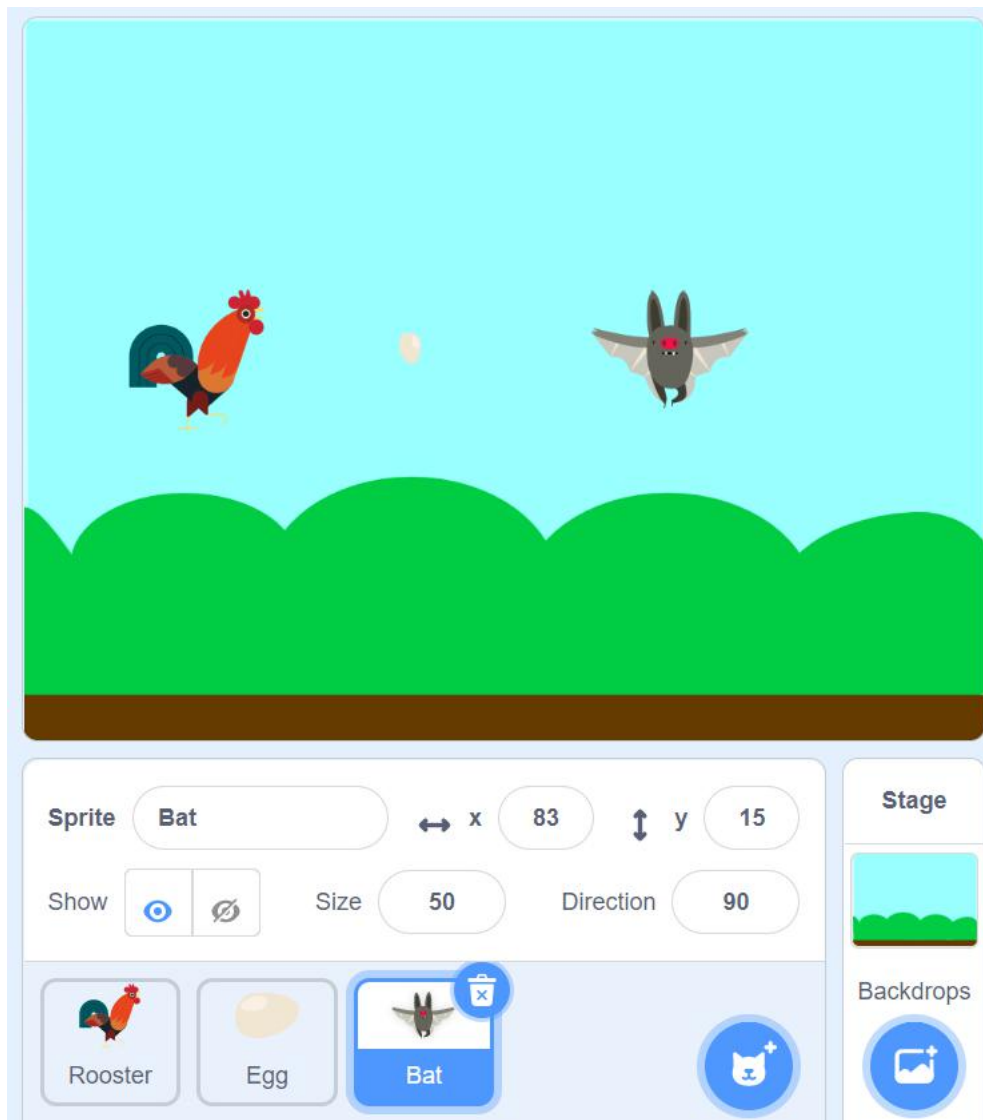 Sprite Bat x 83 y 15
Show Size 50 Direction 90
Stage
Backdrops
Rooster Egg Bat